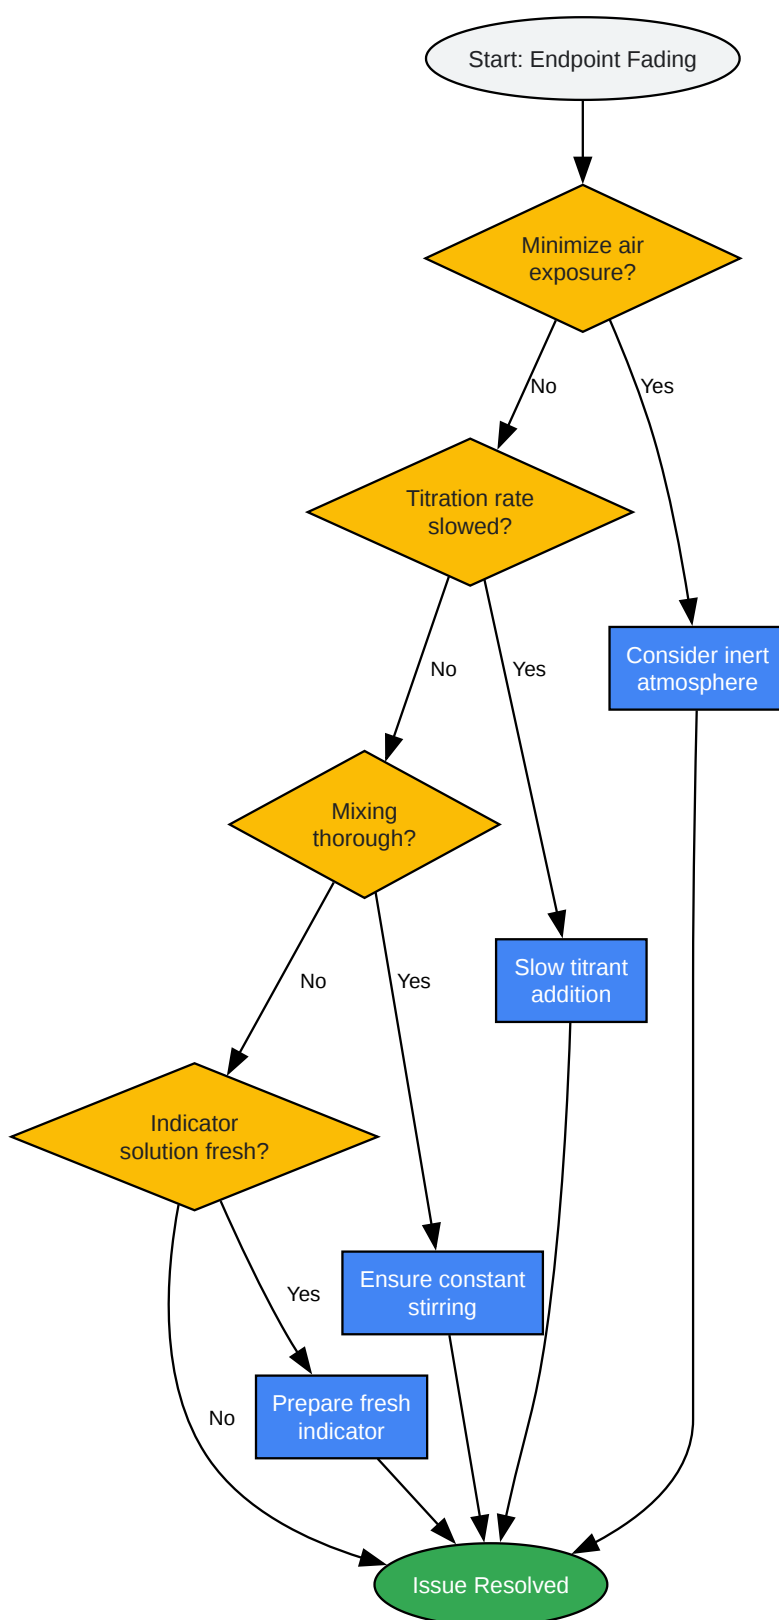 Start: Endpoint Fading
Minimize air
exposure?
No
Yes
Titration rate
slowed?
Consider inert
atmosphere
No
Yes
Mixing
thorough?
Slow titrant
addition
No
Yes
Indicator
solution fresh?
Ensure constant
stirring
Yes
Prepare fresh
indicator
No
Issue Resolved